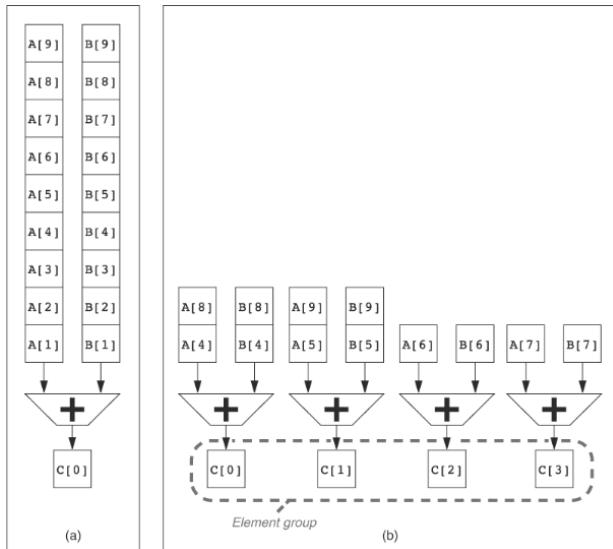 A[9] B[9]
A[8] B[8]
A[7] B[7]
A[6] B[6]
A[5] B[5]
A[4] B[4]
A[3] B[3]
A[2] B[2]
A[1] B[1]
+
C[0]
(a)
A[8] B[8] A[9] B[9]
A[4] B[4] A[5] B[5] A[6] B[6] A[7] B[7]
+ + + +
C[0] C[1] C[2] C[3]
Element group
(b)